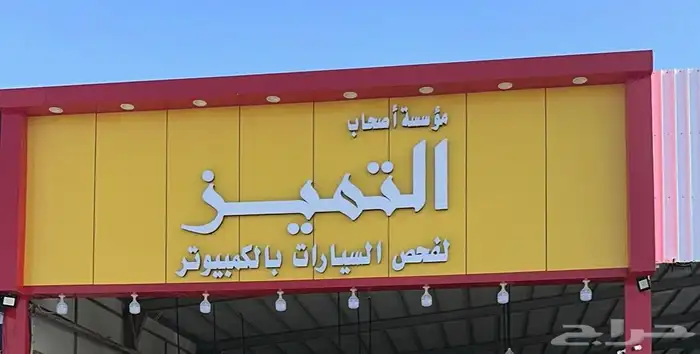 مؤسسة أصحاب
التميز
لفحص السيارات بالكمبيوتر
حراج